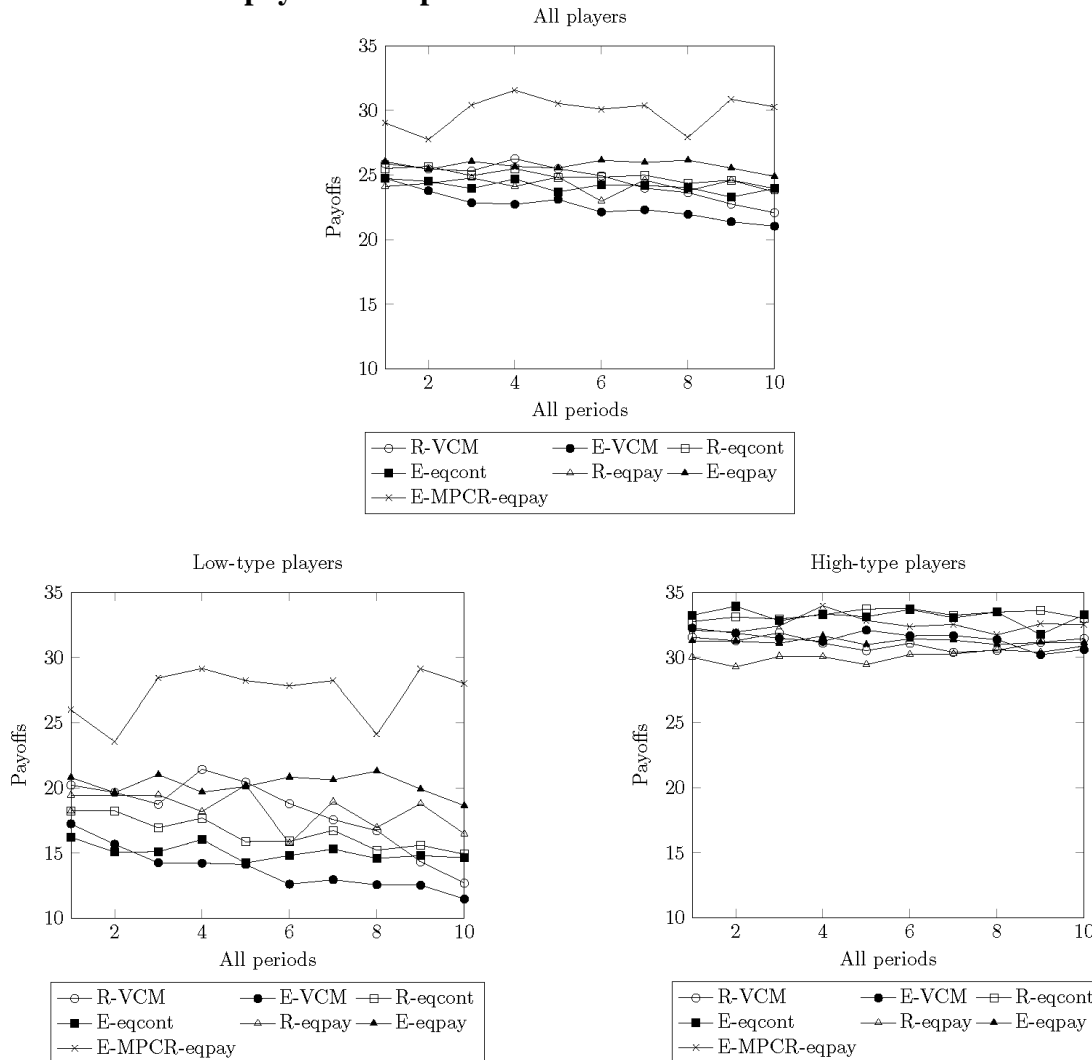 All players
35
30
25
20
15
10
Payoffs
2 4 6 8 10
All periods
R-VCM E-VCM R-eqcont
E-eqcont R-eqpay E-eqpay
E-MPCR-eqpay
Low-type players
35
30
25
20
15
10
Payoffs
2 4 6 8 10
All periods
R-VCM E-VCM R-eqcont
E-eqcont R-eqpay E-eqpay
E-MPCR-eqpay
High-type players
35
30
25
20
15
10
Payoffs
2 4 6 8 10
All periods
R-VCM E-VCM R-eqcont
E-eqcont R-eqpay E-eqpay
E-MPCR-eqpay